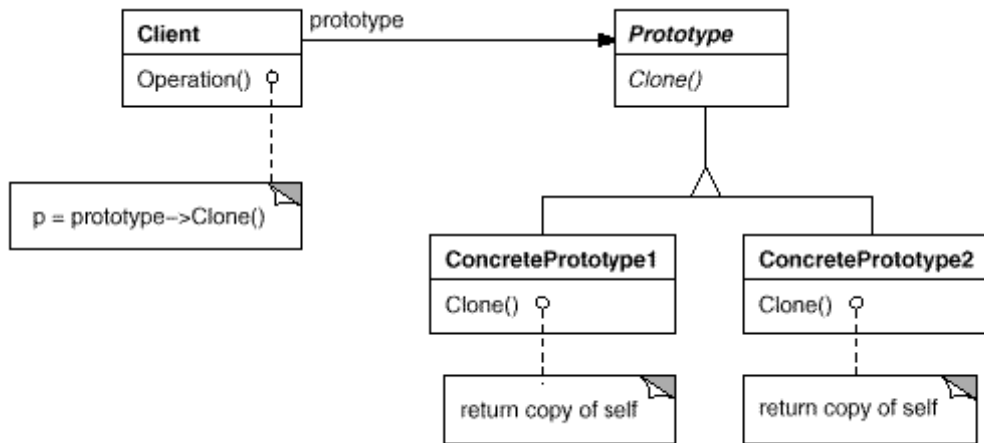 Client
prototype
Prototype
Operation()
Clone()
p = prototype–>Clone()
ConcretePrototype1
ConcretePrototype2
Clone()
Clone()
return copy of self
return copy of self